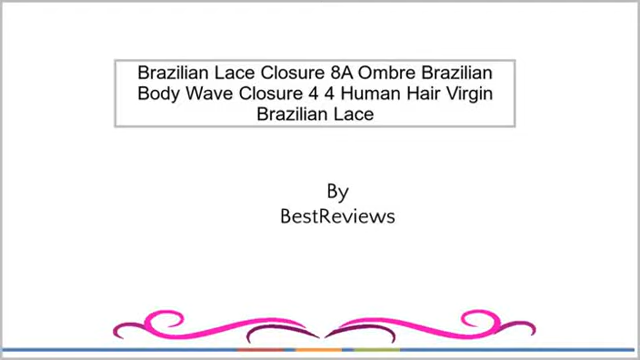 Brazilian Lace Closure 8A Ombre Brazilian
Body Wave Closure 4 4 Human Hair Virgin
Brazilian Lace
By
BestReviews